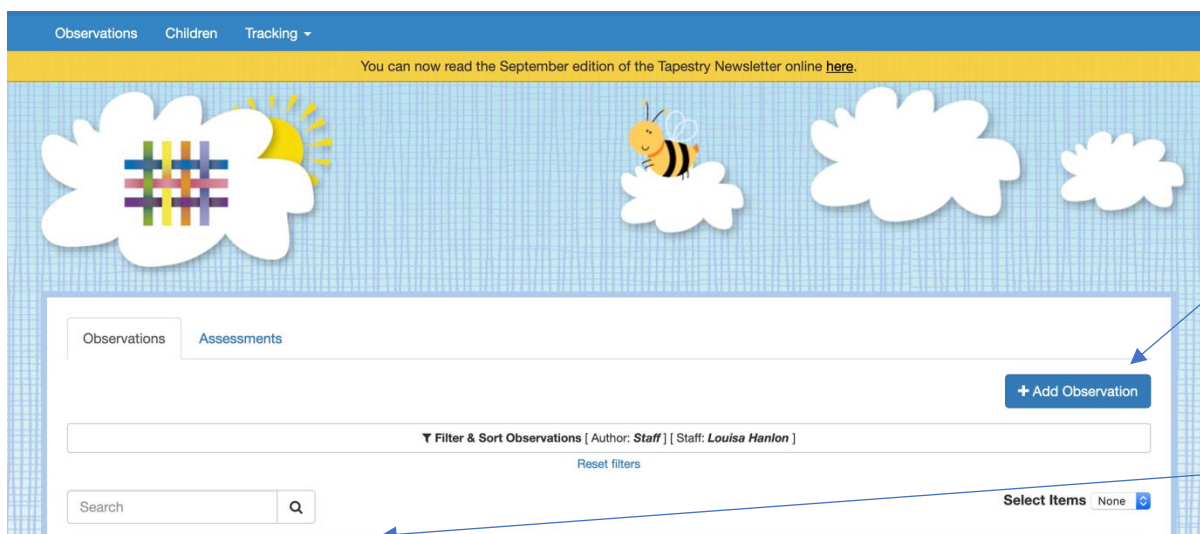 Observations Children Tracking
You can now read the September edition of the Tapestry Newsletter online here.
Observations Assessments
+ Add Observation
Filter & Sort Observations [ Author: Staff ] [ Staff: Louisa Hanlon ]
Reset filters
Search Select Items None